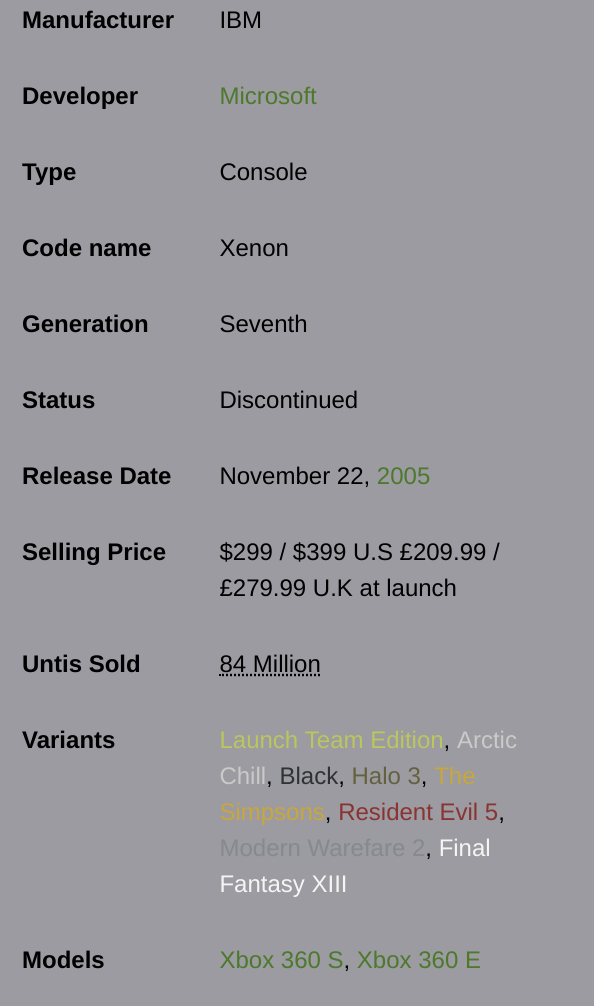 Manufacturer IBM
Developer Microsoft
Type Console
Code name Xenon
Generation Seventh
Status Discontinued
Release Date November 22, 2005
Selling Price $299 / $399 U.S £209.99 /
£279.99 U.K at launch
Untis Sold 84 Million
Variants Launch Team Edition, Arctic
Chill, Black, Halo 3, The
Simpsons, Resident Evil 5,
Modern Warefare 2, Final
Fantasy XIII
Models Xbox 360 S, Xbox 360 E